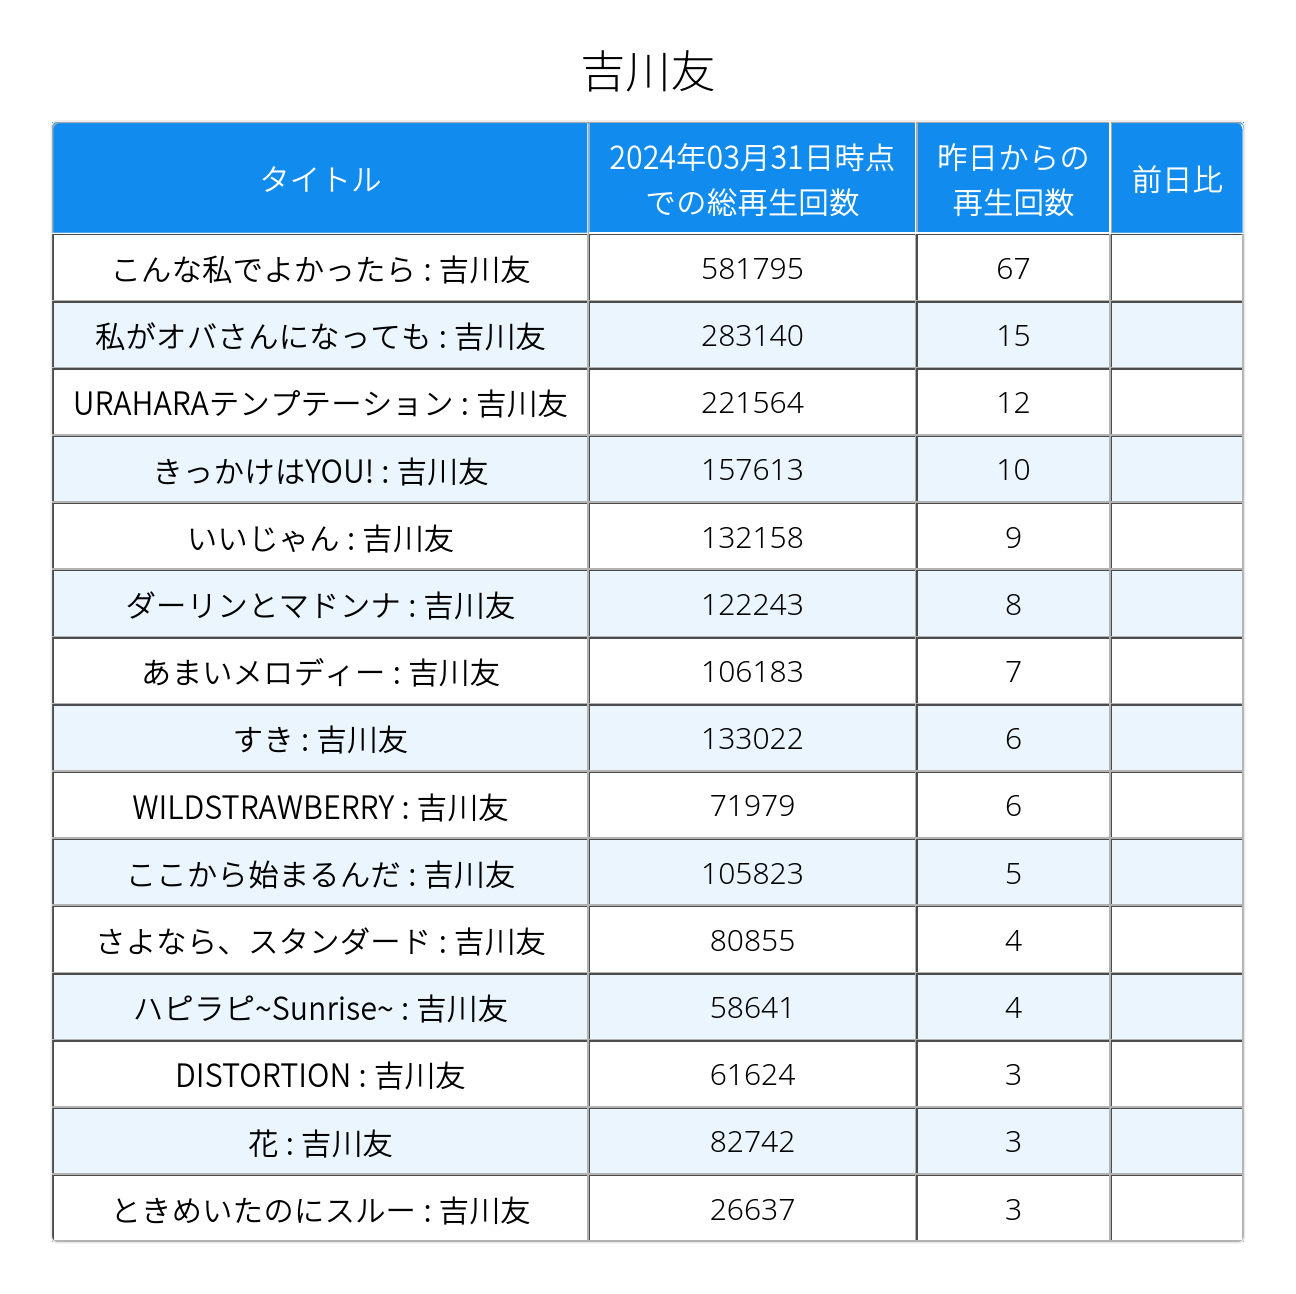 吉川友
タイトル 2024年03月31日時点での総再生回数 昨日からの再生回数 前日比
こんな私でよかったら : 吉川友 581795 67
私がオバさんになっても : 吉川友 283140 15
URAHARAテンプテーション : 吉川友 221564 12
きっかけはYOU! : 吉川友 157613 10
いいじゃん : 吉川友 132158 9
ダーリンとマドンナ : 吉川友 122243 8
あまいメロディー : 吉川友 106183 7
すき : 吉川友 133022 6
WILDSTRAWBERRY : 吉川友 71979 6
ここから始まるんだ : 吉川友 105823 5
さよなら、スタンダード : 吉川友 80855 4
ハピラピ~Sunrise~ : 吉川友 58641 4
DISTORTION : 吉川友 61624 3
花 : 吉川友 82742 3
ときめいたのにスルー : 吉川友 26637 3